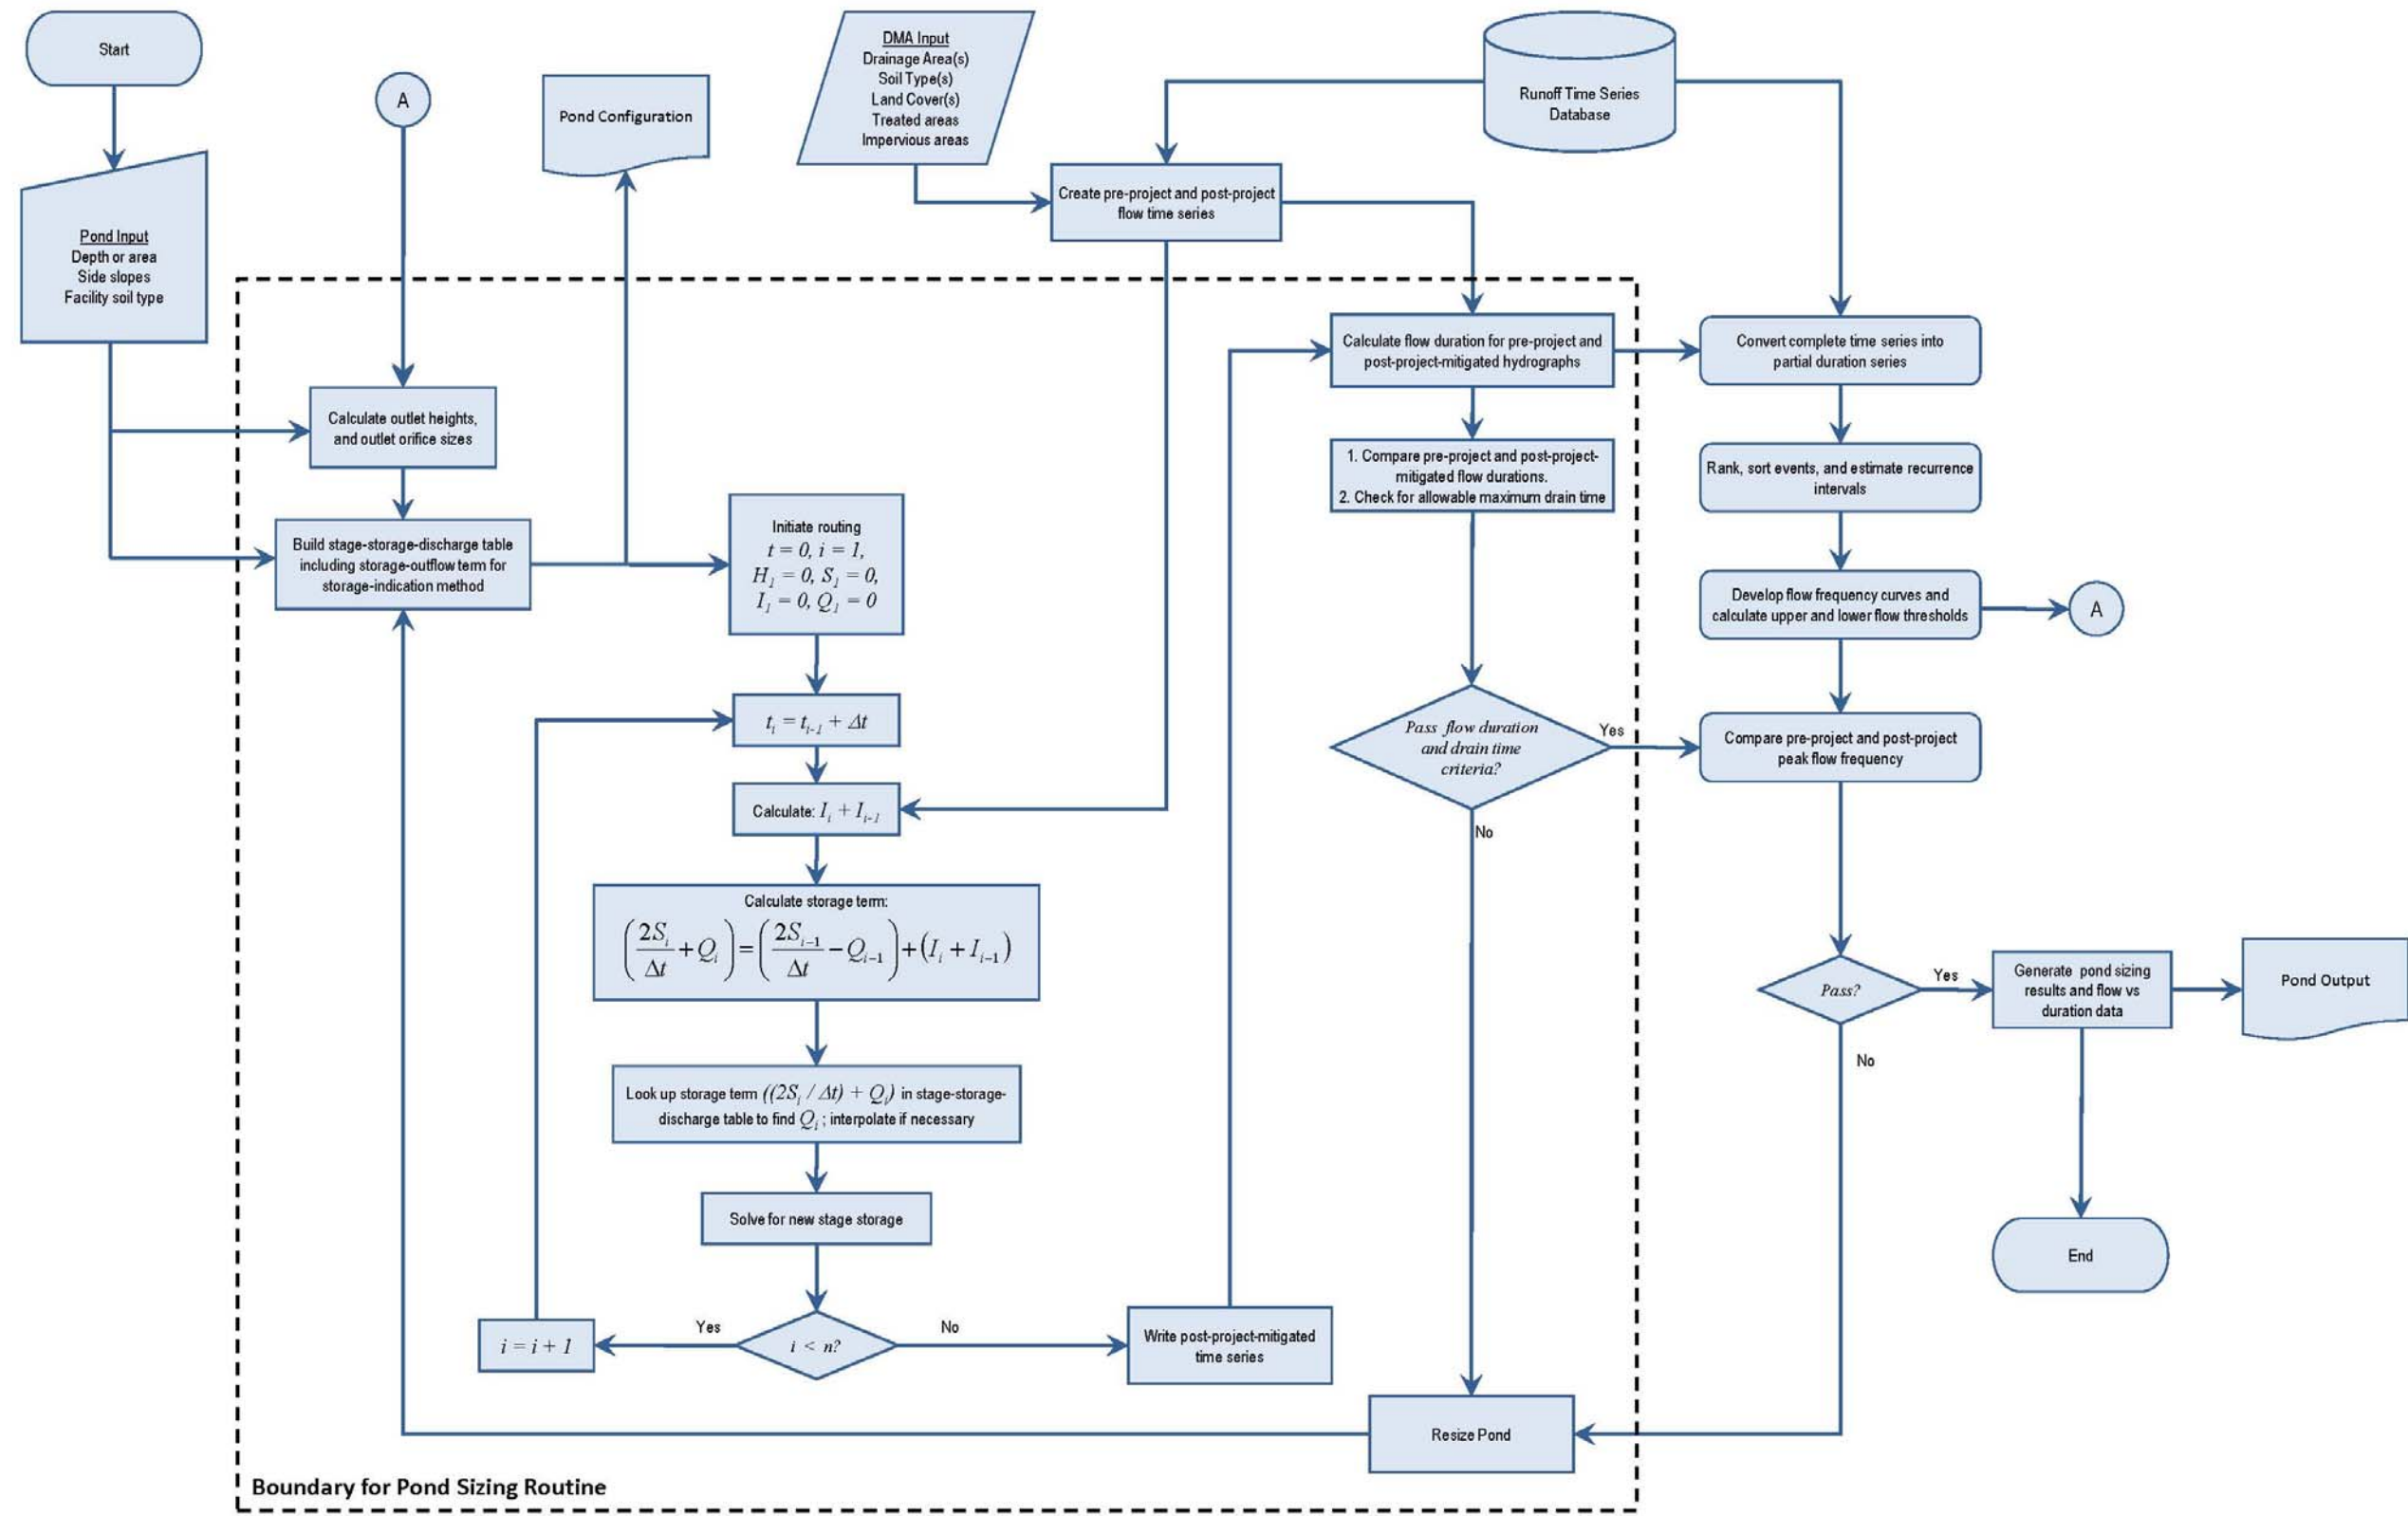 Start
A
Pond Configuration
DMA Input
Drainage Area(s)
Soil Type(s)
Land Cover(s)
Treated areas
Impervious areas
Runoff Time Series
Database
Pond Input
Depth or area
Side slopes
Facility soil type
Create pre-project and post-project
flow time series
Calculate outlet heights,
and outlet orifice sizes
Build stage-storage-discharge table
including storage-outflow term for
storage-indication method
Initiate routing
t = 0, i = 1,
H₁ = 0, S₁ = 0,
I₁ = 0, Q₁ = 0
tᵢ = tᵢ₋₁ + Δt
Calculate: Iᵢ + Iᵢ₋₁
Calculate storage term:
(2Sᵢ/Δt + Qᵢ) = (2Sᵢ₋₁/Δt − Qᵢ₋₁) + (Iᵢ + Iᵢ₋₁)
Look up storage term ((2Sᵢ / Δt) + Qᵢ) in stage-storage-
discharge table to find Qᵢ ; interpolate if necessary
Solve for new stage storage
i < n?
Yes
i = i + 1
No
Write post-project-mitigated
time series
Calculate flow duration for pre-project and
post-project-mitigated hydrographs
1. Compare pre-project and post-project-
mitigated flow durations.
2. Check for allowable maximum drain time
Pass flow duration
and drain time
criteria?
Yes
No
Resize Pond
Convert complete time series into
partial duration series
Rank, sort events, and estimate recurrence
intervals
Develop flow frequency curves and
calculate upper and lower flow thresholds
A
Compare pre-project and post-project
peak flow frequency
Pass?
Yes
No
Generate pond sizing
results and flow vs
duration data
Pond Output
End
Boundary for Pond Sizing Routine